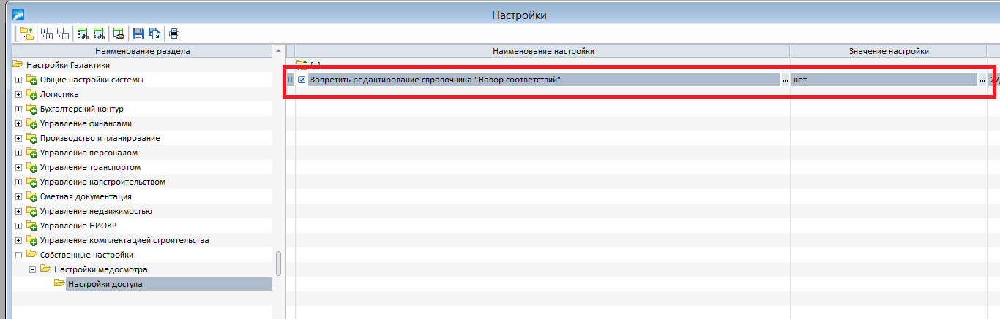 Настройки
Наименование раздела
Наименование настройки
Значение настройки
Настройки Галактики
[..]
Общие настройки системы
П
Запретить редактирование справочника "Набор соответствий"
...
нет
...
Логистика
Бухгалтерский контур
Управление финансами
Производство и планирование
Управление персоналом
Управление транспортом
Управление капстроительством
Сметная документация
Управление недвижимостью
Управление НИОКР
Управление комплектацией строительства
Собственные настройки
Настройки медосмотра
Настройки доступа